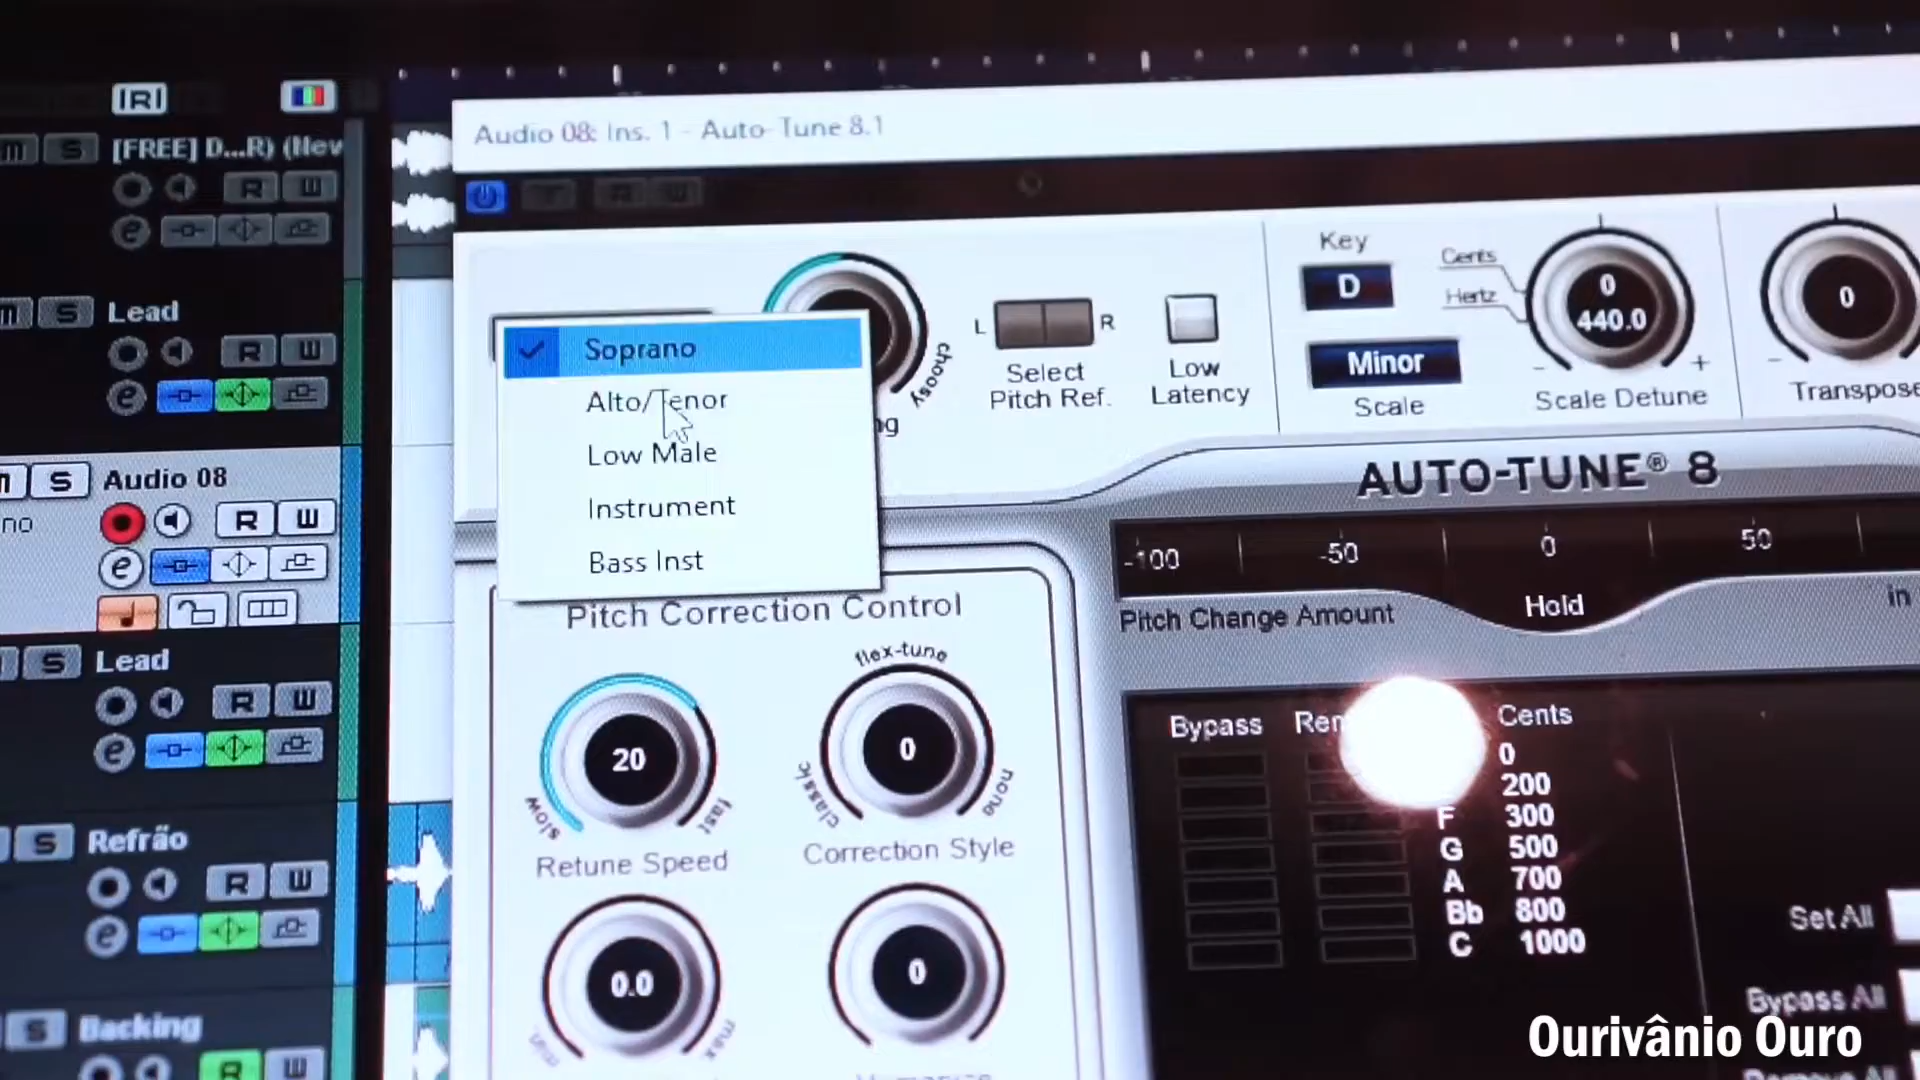 R
[FREE] D...R) (New
m S
R W
e
Audio 08: Ins. 1 - Auto-Tune 8.1
Soprano
Alto/Tenor
Low Male
Instrument
Bass Inst
choosy
L
R
Select
Pitch Ref.
Low
Latency
Key
D
Minor
Scale
Cents
Hertz
0
440.0
- +
Scale Detune
0
-
Transpose
AUTO-TUNE® 8
-100 -50 0 50
Pitch Change Amount
Hold
in
S Lead
R W
e
S Audio 08
no
R W
e
S Lead
R W
e
S Refrão
R W
e
S Backing
R W
Pitch Correction Control
20
slow fast
Retune Speed
flex-tune
0
classic none
Correction Style
0.0
min max
0
Bypass Cents
0
200
F 300
G 500
A 700
Bb 800
C 1000
Set All
Bypass All
Ourivânio Ouro